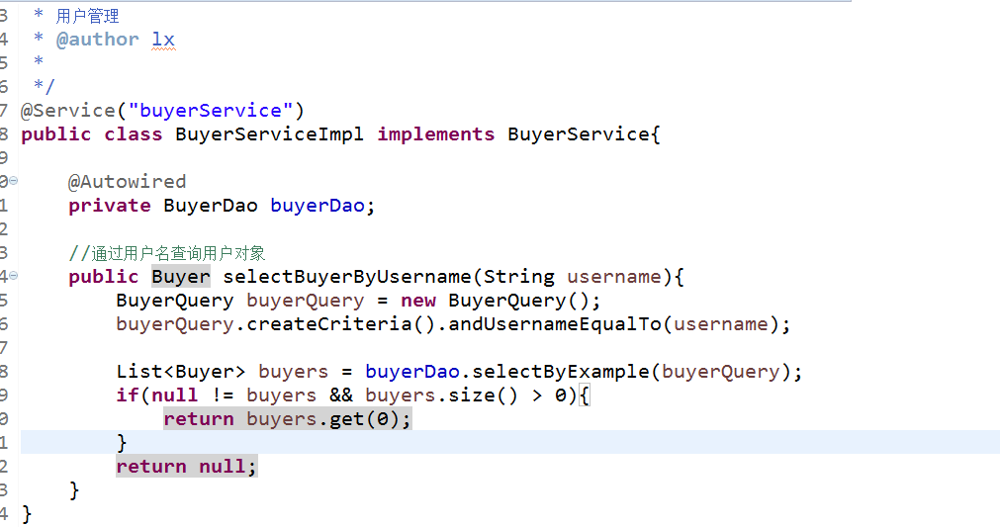 3 * 用户管理
4 * @author lx
5 *
6 */
7 @Service("buyerService")
8 public class BuyerServiceImpl implements BuyerService{
9
0 @Autowired
1 private BuyerDao buyerDao;
2
3 //通过用户名查询用户对象
4 public Buyer selectBuyerByUsername(String username){
5 BuyerQuery buyerQuery = new BuyerQuery();
6 buyerQuery.createCriteria().andUsernameEqualTo(username);
7
8 List<Buyer> buyers = buyerDao.selectByExample(buyerQuery);
9 if(null != buyers && buyers.size() > 0){
0 return buyers.get(0);
1 }
2 return null;
3 }
4 }